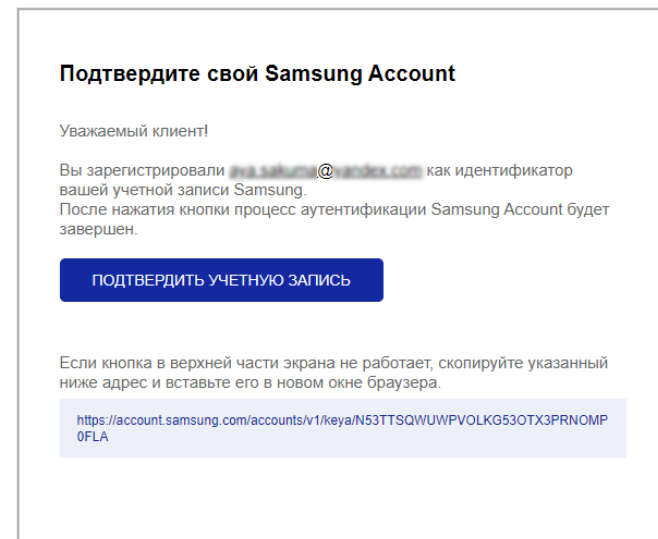 Подтвердите свой Samsung Account
Уважаемый клиент!
Вы зарегистрировали @ как идентификатор
вашей учетной записи Samsung.
После нажатия кнопки процесс аутентификации Samsung Account будет
завершен.
ПОДТВЕРДИТЬ УЧЕТНУЮ ЗАПИСЬ
Если кнопка в верхней части экрана не работает, скопируйте указанный
ниже адрес и вставьте его в новом окне браузера.
https://account.samsung.com/accounts/v1/keya/N53TTSQWUWPVOLKG53OTX3PRNOMP
0FLA